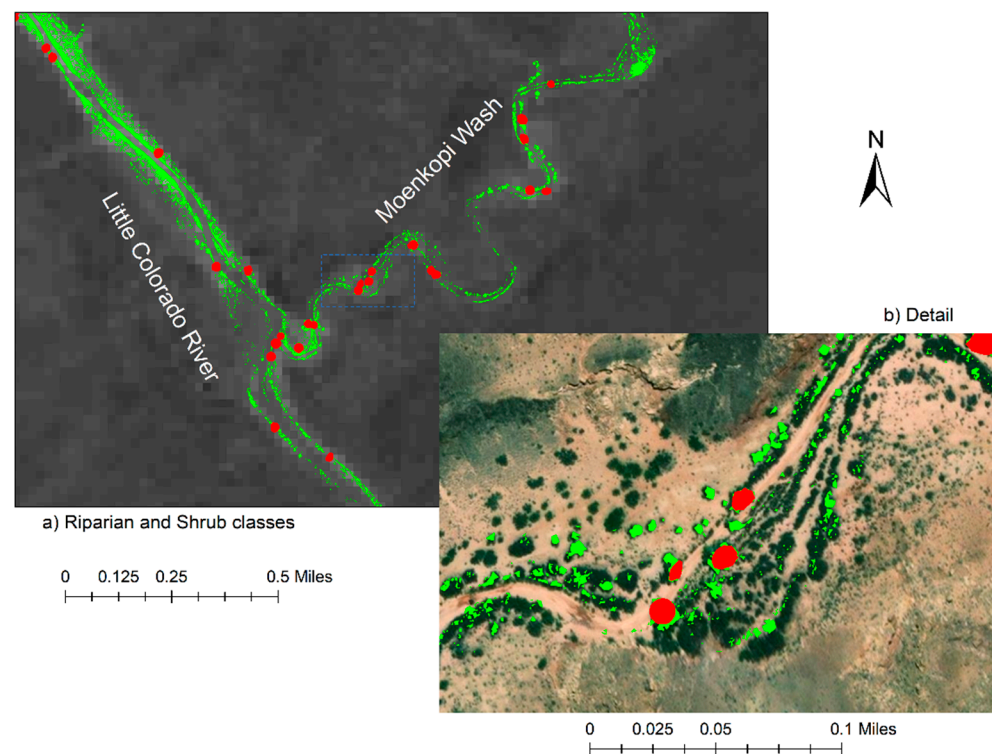 Moenkopi Wash
Little Colorado River
N
b) Detail
a) Riparian and Shrub classes
0 0.125 0.25 0.5 Miles
0 0.025 0.05 0.1 Miles